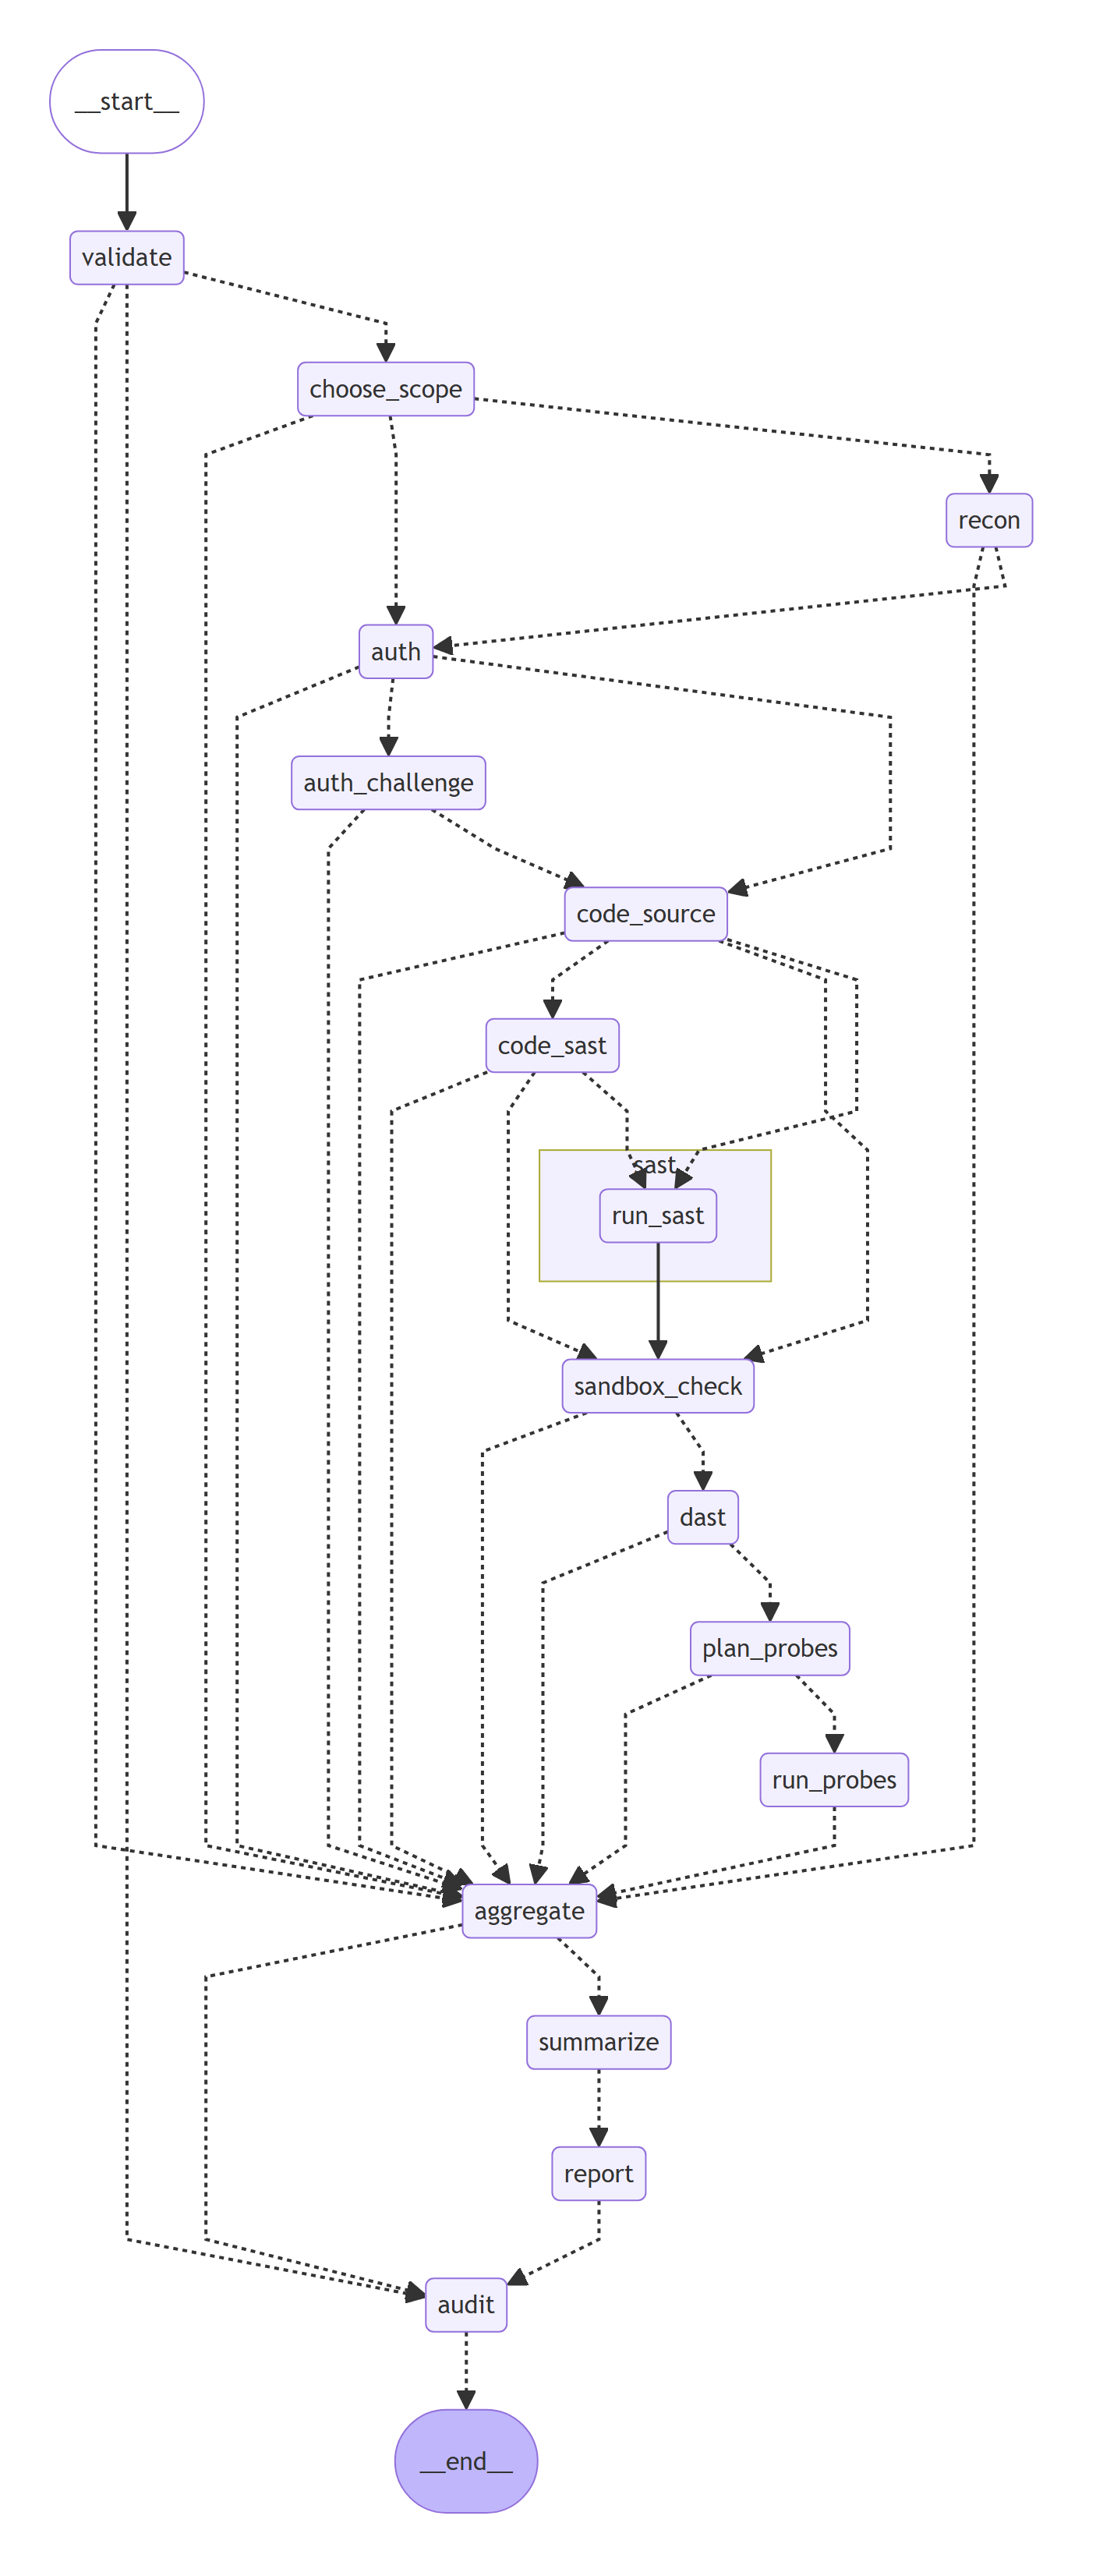 __start__
validate
choose_scope
recon
auth
auth_challenge
code_source
code_sast
sast
run_sast
sandbox_check
dast
plan_probes
run_probes
aggregate
summarize
report
audit
__end__